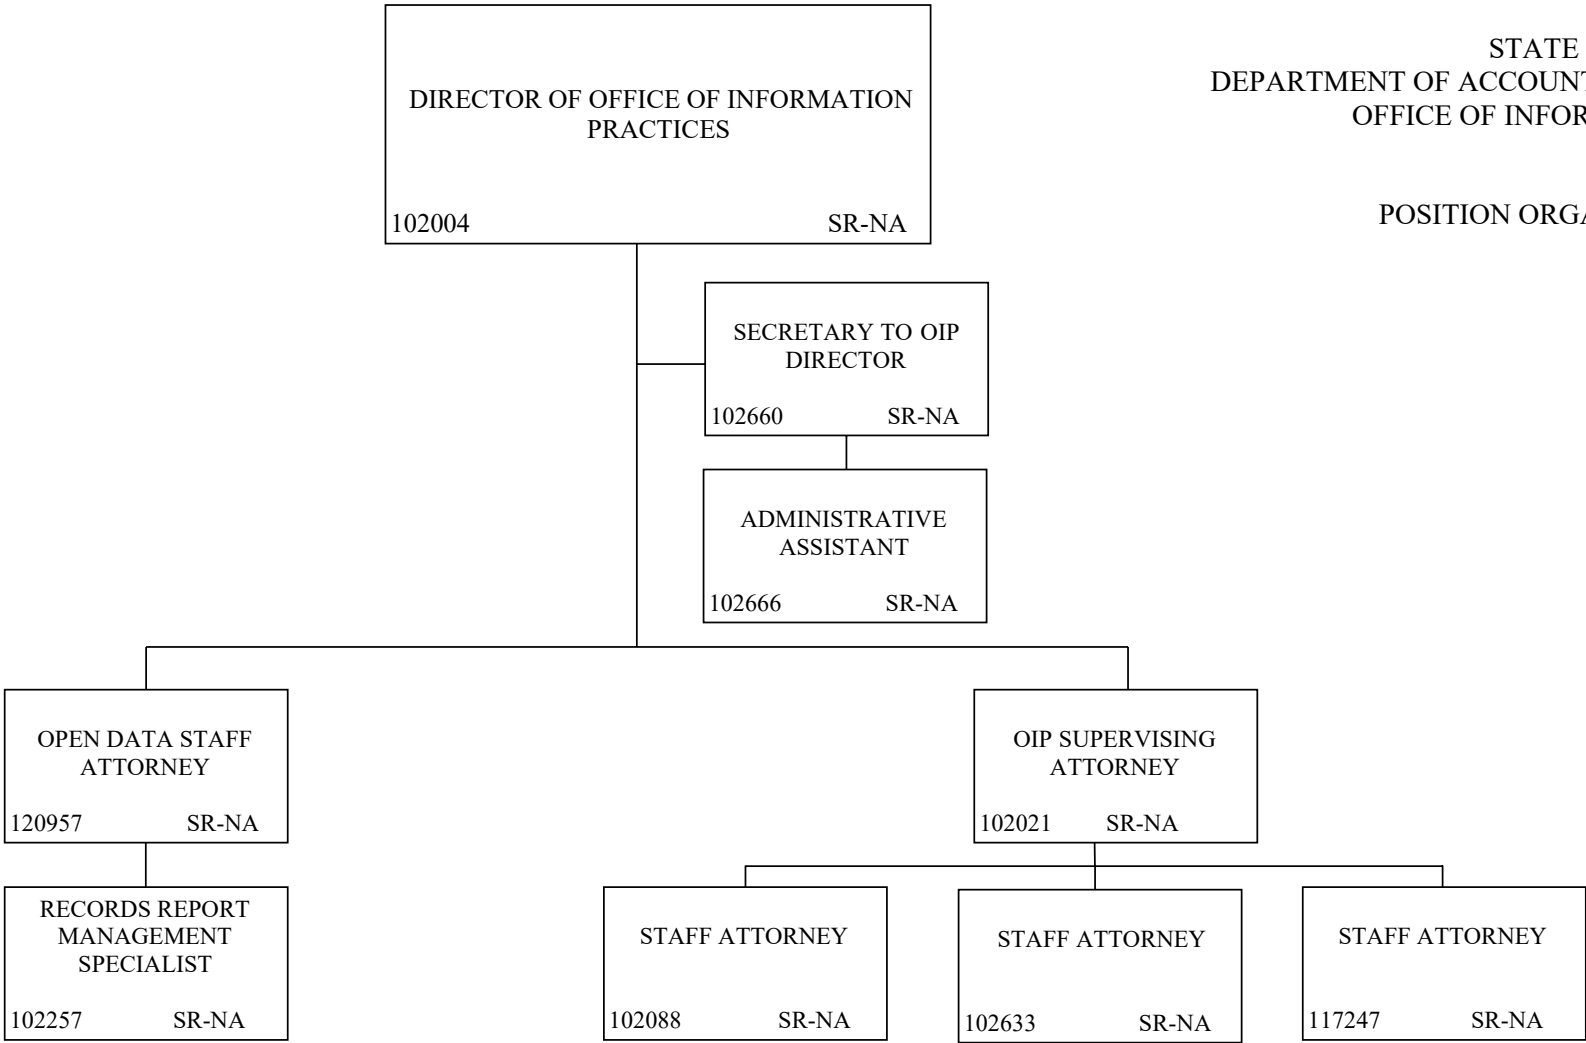 STATE
DEPARTMENT OF
OFFICE OF
POSITION
DIRECTOR OF OFFICE OF INFORMATION
PRACTICES
102004 SR-NA
SECRETARY TO OIP
DIRECTOR
102660 SR-NA
ADMINISTRATIVE
ASSISTANT
102666 SR-NA
OPEN DATA STAFF
ATTORNEY
120957 SR-NA
OIP SUPERVISING
ATTORNEY
102021 SR-NA
RECORDS REPORT
MANAGEMENT
SPECIALIST
102257 SR-NA
STAFF ATTORNEY
102088 SR-NA
STAFF ATTORNEY
102633 SR-NA
STAFF ATTORNEY
117247 SR-NA